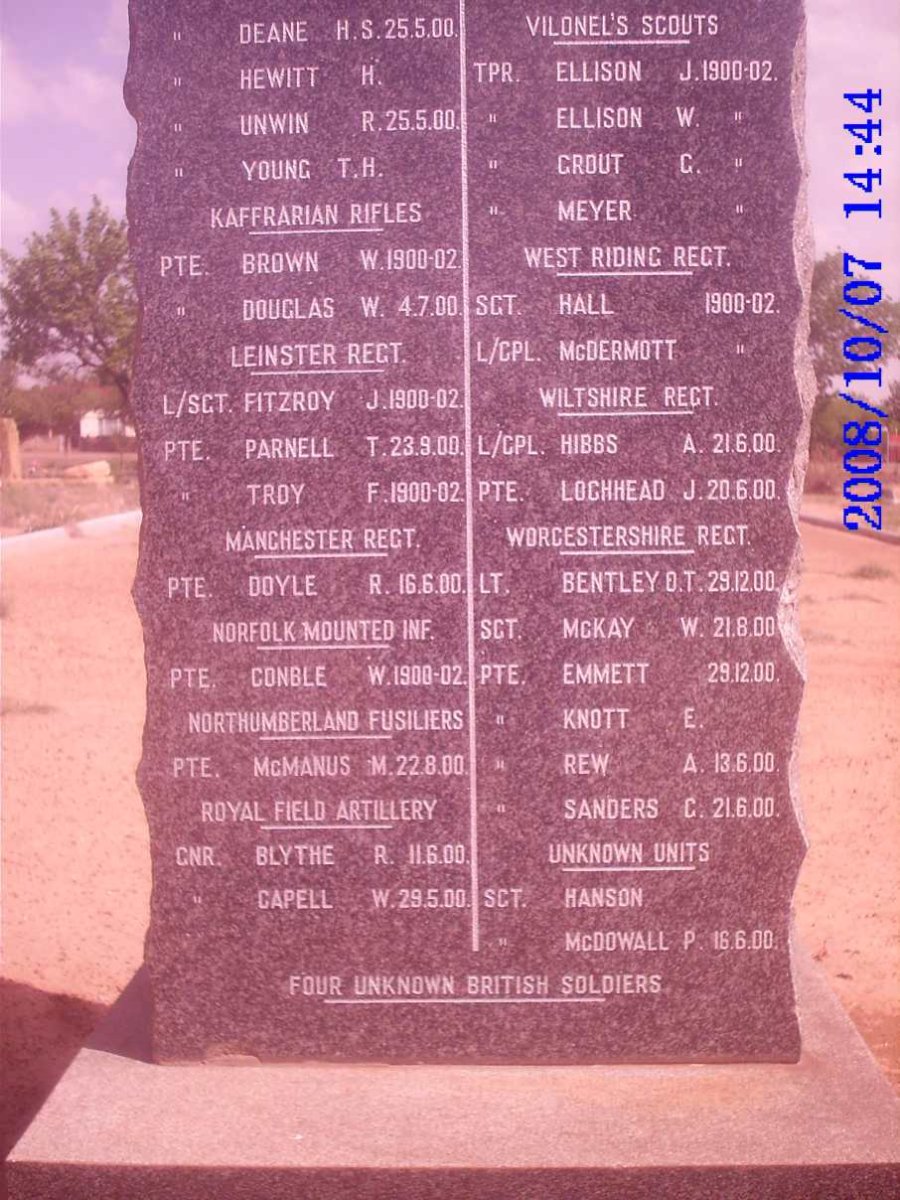 " DEANE H.S. 25.5.00.
" HEWITT H.
" UNWIN R. 25.5.00.
" YOUNG T.H.
KAFFRARIAN RIFLES
PTE. BROWN W. 1900-02.
" DOUGLAS W. 4.7.00.
LEINSTER REGT.
L/SGT. FITZROY J. 1900-02.
PTE. PARNELL T. 23.9.00.
" TROY F. 1900-02.
MANCHESTER REGT.
PTE. DOYLE R. 16.6.00.
NORFOLK MOUNTED INF.
PTE. CONBLE W. 1900-02.
NORTHUMBERLAND FUSILIERS
PTE. McMANUS M. 22.8.00.
ROYAL FIELD ARTILLERY
GNR. BLYTHE R. 11.6.00.
" CAPELL W. 29.5.00.
VILONEL'S SCOUTS
TPR. ELLISON J. 1900-02.
" ELLISON W. "
" GROUT G. "
" MEYER "
WEST RIDING REGT.
SGT. HALL 1900-02.
L/CPL. McDERMOTT "
WILTSHIRE REGT.
L/CPL. HIBBS A. 21.6.00.
PTE. LOCHHEAD J. 20.6.00.
WORCESTERSHIRE REGT.
LT. BENTLEY O.T. 29.12.00.
SGT. McKAY W. 21.8.00
PTE. EMMETT 29.12.00.
" KNOTT E.
" REW A. 13.6.00.
" SANDERS C. 21.6.00.
UNKNOWN UNITS
SGT. HANSON
" McDOWALL P. 16.6.00.
FOUR UNKNOWN BRITISH SOLDIERS
2008/10/07 14:44